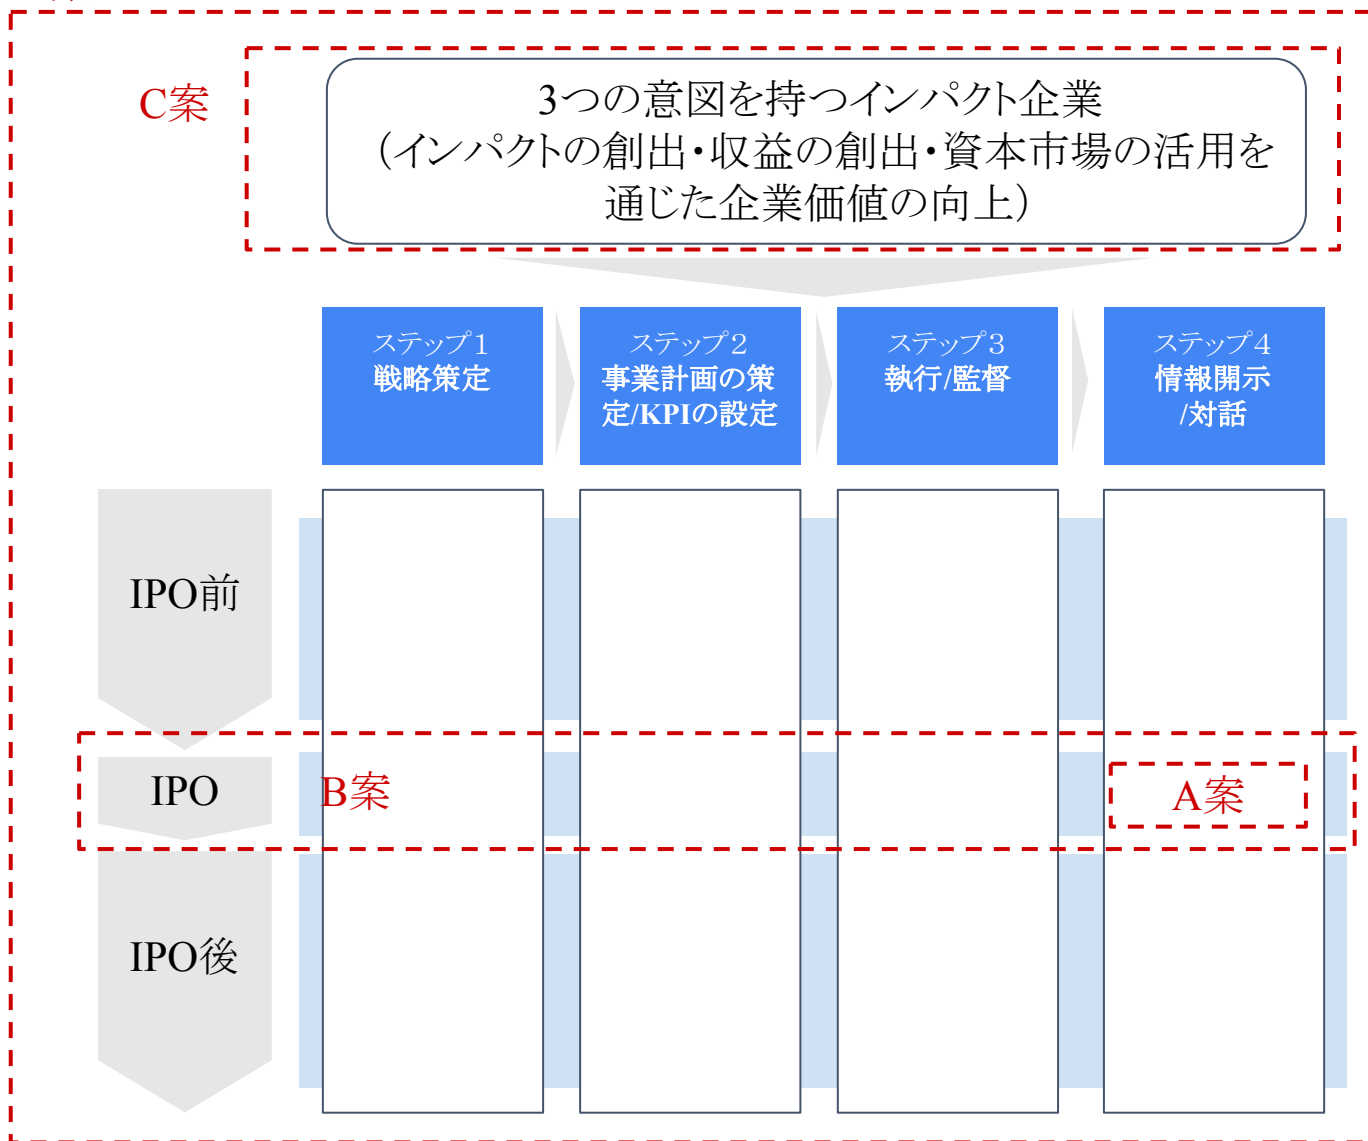 C案
3つの意図を持つインパクト企業
（インパクトの創出・収益の創出・資本市場の活用を
通じた企業価値の向上）
ステップ１
戦略策定
ステップ２
事業計画の策
定/KPIの設定
ステップ３
執行/監督
ステップ４
情報開示
/対話
IPO前
IPO
B案
A案
IPO後